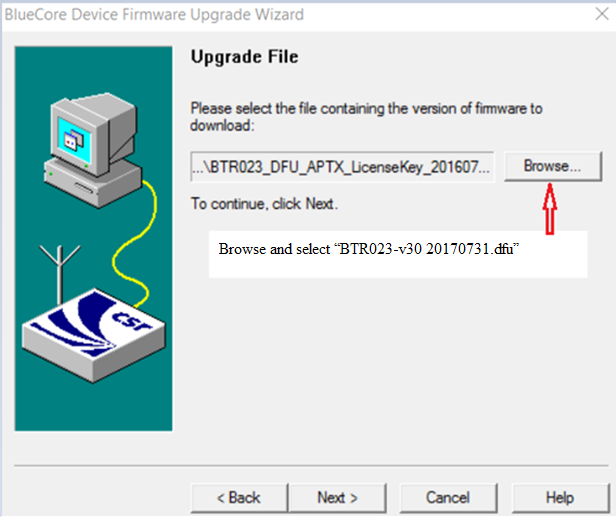 BlueCore Device Firmware Upgrade Wizard
Upgrade File
Please select the file containing the version of firmware to
download:
...\BTR023_DFU_APTX_LicenseKey_201607...
Browse...
To continue, click Next.
Browse and select “BTR023-v30 20170731.dfu”
csr
< Back
Next >
Cancel
Help